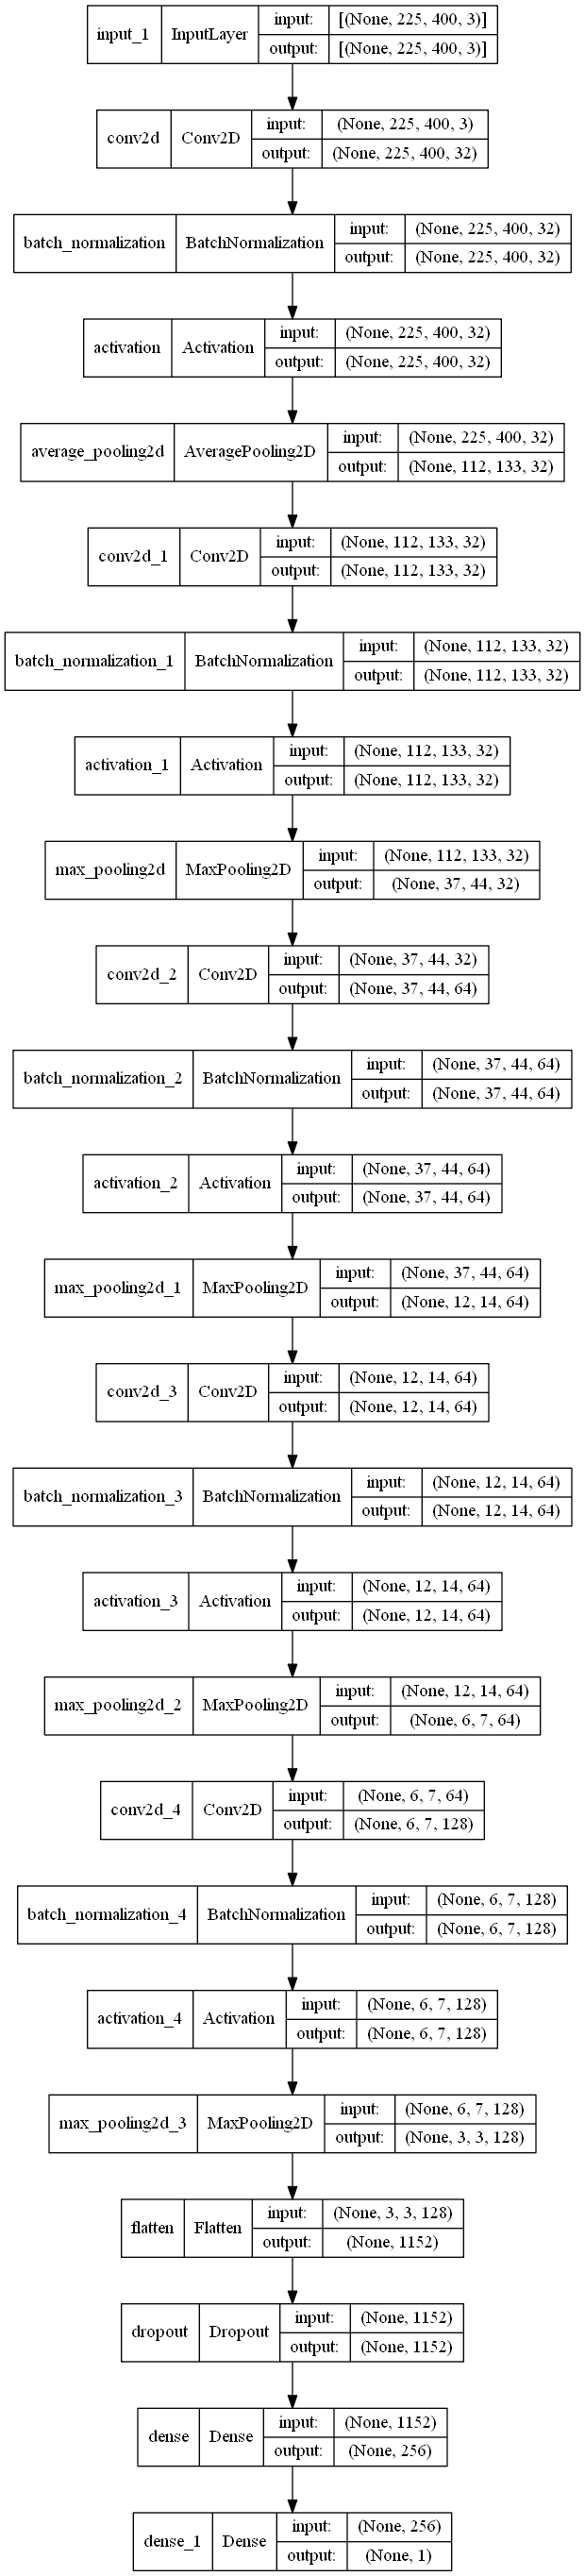 input_1 InputLayer input: [(None, 225, 400, 3)]
output: [(None, 225, 400, 3)]
conv2d Conv2D input: (None, 225, 400, 3)
output: (None, 225, 400, 32)
batch_normalization BatchNormalization input: (None, 225, 400, 32)
output: (None, 225, 400, 32)
activation Activation input: (None, 225, 400, 32)
output: (None, 225, 400, 32)
average_pooling2d AveragePooling2D input: (None, 225, 400, 32)
output: (None, 112, 133, 32)
conv2d_1 Conv2D input: (None, 112, 133, 32)
output: (None, 112, 133, 32)
batch_normalization_1 BatchNormalization input: (None, 112, 133, 32)
output: (None, 112, 133, 32)
activation_1 Activation input: (None, 112, 133, 32)
output: (None, 112, 133, 32)
max_pooling2d MaxPooling2D input: (None, 112, 133, 32)
output: (None, 37, 44, 32)
conv2d_2 Conv2D input: (None, 37, 44, 32)
output: (None, 37, 44, 64)
batch_normalization_2 BatchNormalization input: (None, 37, 44, 64)
output: (None, 37, 44, 64)
activation_2 Activation input: (None, 37, 44, 64)
output: (None, 37, 44, 64)
max_pooling2d_1 MaxPooling2D input: (None, 37, 44, 64)
output: (None, 12, 14, 64)
conv2d_3 Conv2D input: (None, 12, 14, 64)
output: (None, 12, 14, 64)
batch_normalization_3 BatchNormalization input: (None, 12, 14, 64)
output: (None, 12, 14, 64)
activation_3 Activation input: (None, 12, 14, 64)
output: (None, 12, 14, 64)
max_pooling2d_2 MaxPooling2D input: (None, 12, 14, 64)
output: (None, 6, 7, 64)
conv2d_4 Conv2D input: (None, 6, 7, 64)
output: (None, 6, 7, 128)
batch_normalization_4 BatchNormalization input: (None, 6, 7, 128)
output: (None, 6, 7, 128)
activation_4 Activation input: (None, 6, 7, 128)
output: (None, 6, 7, 128)
max_pooling2d_3 MaxPooling2D input: (None, 6, 7, 128)
output: (None, 3, 3, 128)
flatten Flatten input: (None, 3, 3, 128)
output: (None, 1152)
dropout Dropout input: (None, 1152)
output: (None, 1152)
dense Dense input: (None, 1152)
output: (None, 256)
dense_1 Dense input: (None, 256)
output: (None, 1)